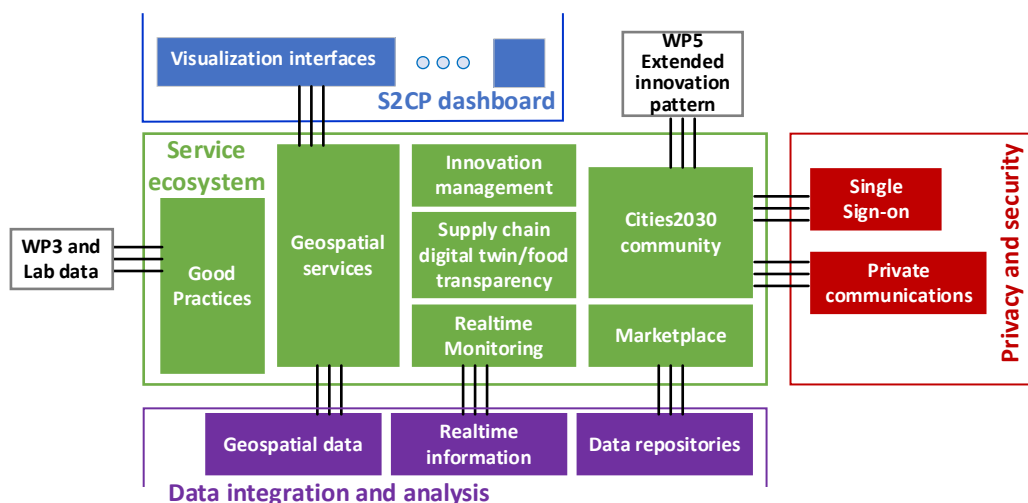 Visualization interfaces
S2CP dashboard
WP5
Extended
innovation
pattern
Service
ecosystem
Good
Practices
Geospatial
services
Innovation
management
Supply chain
digital twin/food
transparency
Realtime
Monitoring
Cities2030
community
Marketplace
WP3 and
Lab data
Single
Sign-on
Private
communications
Privacy and security
Geospatial data
Realtime
information
Data repositories
Data integration and analysis